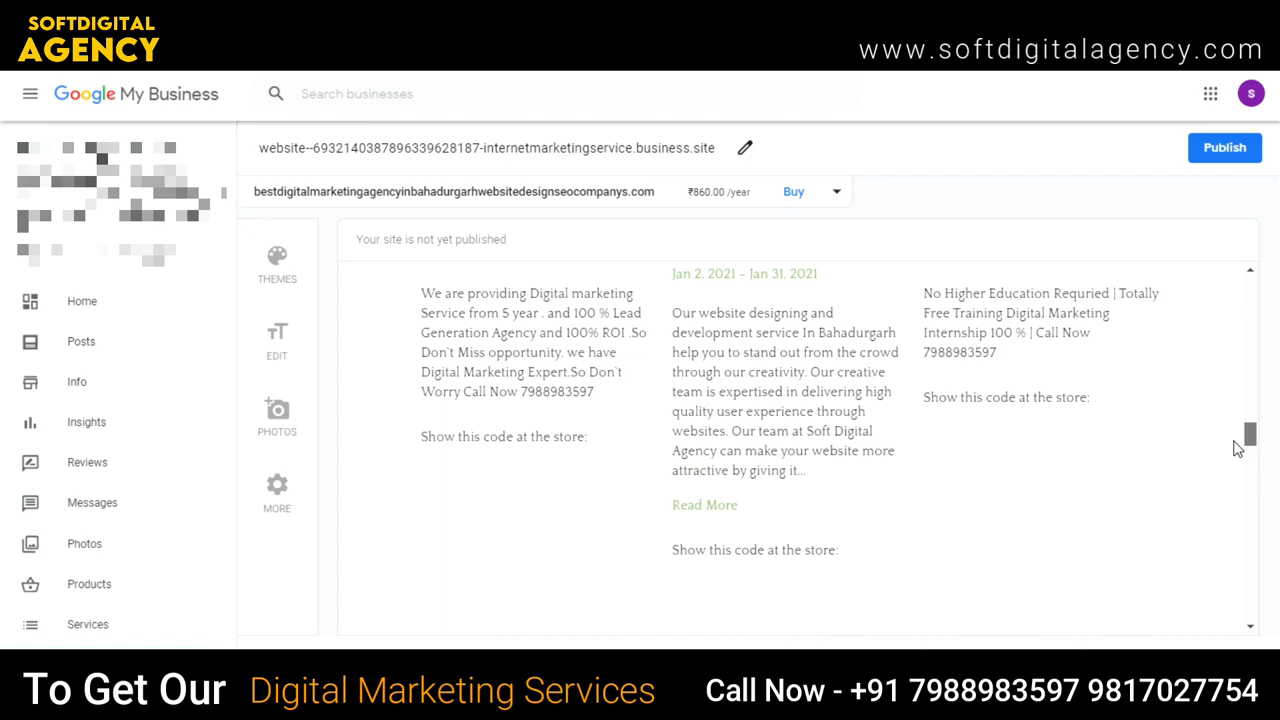 SOFTDIGITAL
AGENCY
www.softdigitalagency.com
Google My Business
Search businesses
S
website--6932140387896339628187-internetmarketingservice.business.site
Publish
bestdigitalmarketingagencyinbahadurgarhwebsitedesignseocompanys.com
₹860.00 /year
Buy
Home
Posts
Info
Insights
Reviews
Messages
Photos
Products
Services
THEMES
EDIT
PHOTOS
MORE
Your site is not yet published
We are providing Digital marketing
Service from 5 year . and 100 % Lead
Generation Agency and 100% ROI .So
Don`t Miss opportunity. we have
Digital Marketing Expert.So Don`t
Worry Call Now 7988983597
Show this code at the store:
Jan 2, 2021 – Jan 31, 2021
Our website designing and
development service In Bahadurgarh
help you to stand out from the crowd
through our creativity. Our creative
team is expertised in delivering high
quality user experience through
websites. Our team at Soft Digital
Agency can make your website more
attractive by giving it...
Read More
Show this code at the store:
No Higher Education Requried | Totally
Free Training Digital Marketing
Internship 100 % | Call Now
7988983597
Show this code at the store:
To Get Our Digital Marketing Services Call Now - +91 7988983597 9817027754